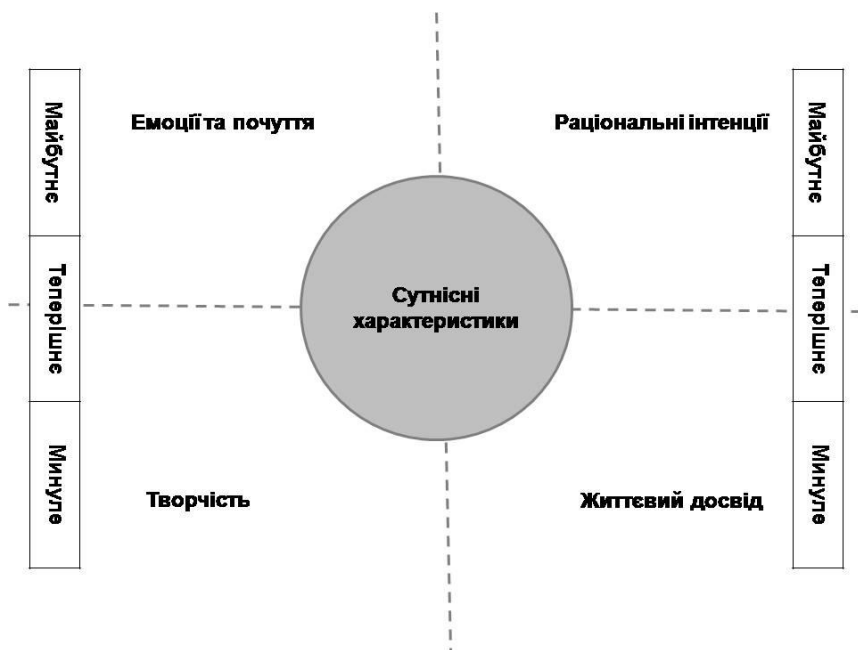 Емоції та почуття
Раціональні інтенції
Майбутнє
Майбутнє
Теперішнє
Сутнісні
характеристики
Теперішнє
Минуле
Творчість
Життєвий досвід
Минуле